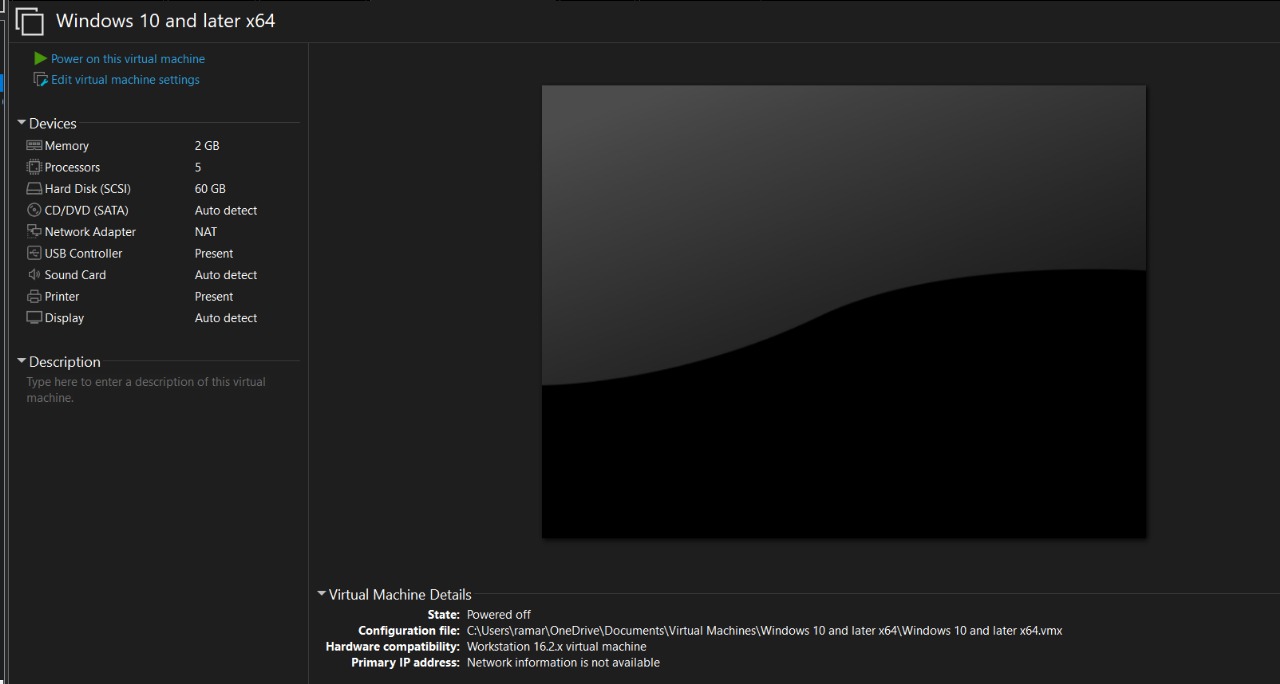 Windows 10 and later x64
Power on this virtual machine
Edit virtual machine settings
Devices
Memory 2 GB
Processors 5
Hard Disk (SCSI) 60 GB
CD/DVD (SATA) Auto detect
Network Adapter NAT
USB Controller Present
Sound Card Auto detect
Printer Present
Display Auto detect
Description
Type here to enter a description of this virtual
machine.
Virtual Machine Details
State: Powered off
Configuration file: C:\Users\ramar\OneDrive\Documents\Virtual Machines\Windows 10 and later x64\Windows 10 and later x64.vmx
Hardware compatibility: Workstation 16.2.x virtual machine
Primary IP address: Network information is not available